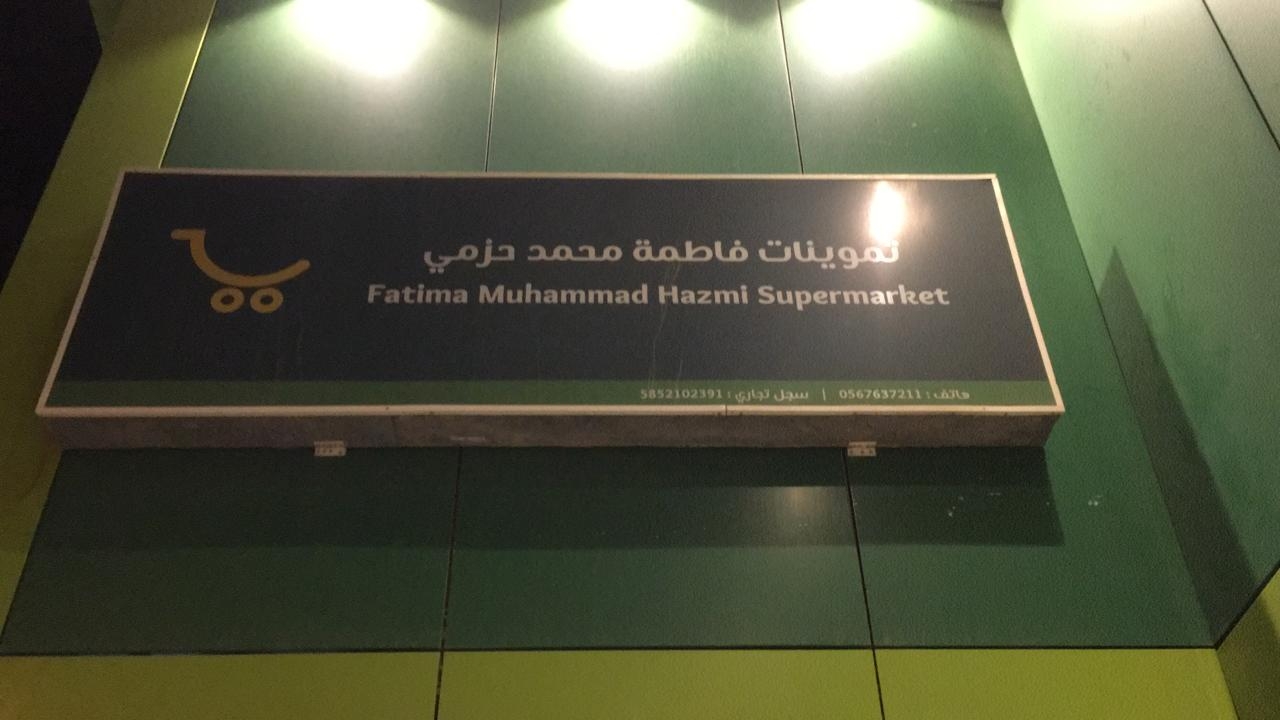 تموينات فاطمة محمد حزمي
Fatima Muhammad Hazmi Supermarket
هاتف : 0567637211 | سجل تجاري : 5852102391